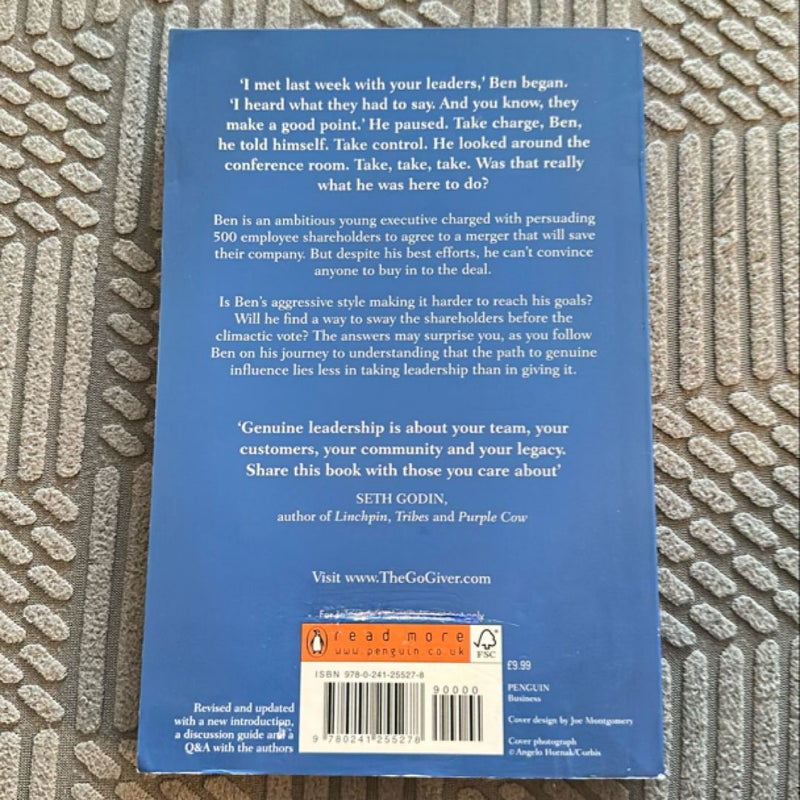 ‘I met last week with your leaders,’ Ben began.
‘I heard what they had to say. And you know, they
make a good point.’ He paused. Take charge, Ben,
he told himself. Take control. He looked around the
conference room. Take, take, take. Was that really
what he was here to do?
Ben is an ambitious young executive charged with persuading
500 employee shareholders to agree to a merger that will save
their company. But despite his best efforts, he can’t convince
anyone to buy in to the deal.
Is Ben’s aggressive style making it harder to reach his goals?
Will he find a way to sway the shareholders before the
climactic vote? The answers may surprise you, as you follow
Ben on his journey to understanding that the path to genuine
influence lies less in taking leadership than in giving it.
‘Genuine leadership is about your team, your
customers, your community and your legacy.
Share this book with those you care about’
SETH GODIN,
author of Linchpin, Tribes and Purple Cow
Visit www.TheGoGiver.com
For
only
read more
www.penguin.co.uk
FSC
ISBN 978-0-241-25527-8
90000
9 780241 255278
Revised and updated
with a new introduction,
a discussion guide and a
Q&A with the authors
£9.99
PENGUIN
Business
Cover design by Joe Montgomery
Cover photograph
© Angelo Hornak/Corbis